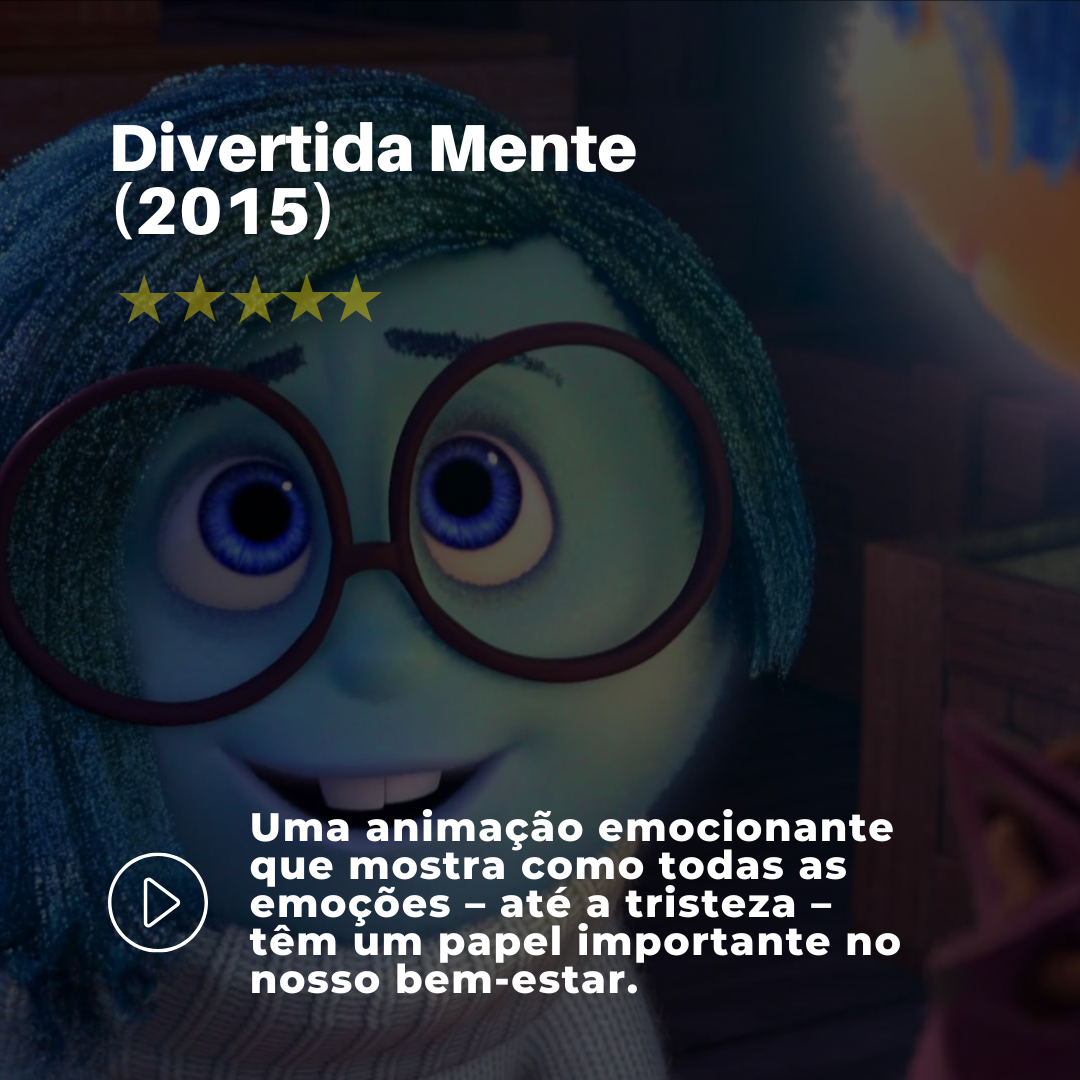 Divertida Mente
(2015)
Uma animação emocionante
que mostra como todas as
emoções – até a tristeza –
têm um papel importante no
nosso bem-estar.